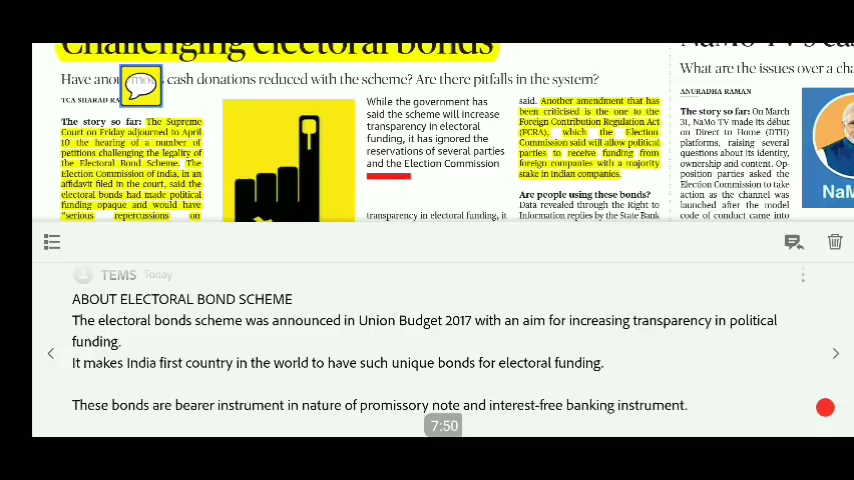 Challenging electoral bonds
NaMo TV's
Have anonymous cash donations reduced with the scheme? Are there pitfalls in the system?
What are the issues over a
TCA SHARAD
The story so far: The Supreme
Court on Friday adjourned to April
10 the hearing of a number of
petitions challenging the legality of
the Electoral Bond Scheme. The
Election Commission of India, in an
affidavit filed in the court, said the
electoral bonds had made political
funding opaque and would have
"serious repercussions on
While the government has
said the scheme will increase
transparency in electoral
funding, it has ignored the
reservations of several parties
and the Election Commission
transparency in electoral funding, it
said. Another amendment that has
been criticised is the one to the
Foreign Contribution Regulation Act
(FCRA), which the Election
Commission said will allow political
parties to receive funding from
foreign companies with a majority
stake in Indian companies.
Are people using these bonds?
Data revealed through the Right to
Information replies by the State Bank
ANURADHA RAMAN
The story so far: On March
31, NaMo TV made its début
on Direct to Home (DTH)
platforms, raising several
questions about its identity,
ownership and content. Op-
position parties asked the
Election Commission to take
action as the channel was
launched after the model
code of conduct came into
NaM
TEMS Today
ABOUT ELECTORAL BOND SCHEME
The electoral bonds scheme was announced in Union Budget 2017 with an aim for increasing transparency in political
funding.
It makes India first country in the world to have such unique bonds for electoral funding.
These bonds are bearer instrument in nature of promissory note and interest-free banking instrument.
7:50